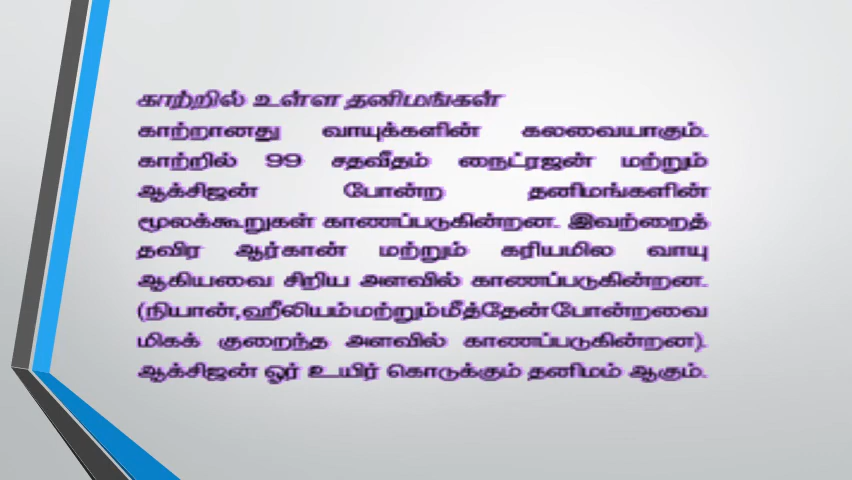 காற்றில் உள்ள தனிமங்கள்
காற்றானது வாயுக்களின் கலவையாகும்.
காற்றில் 99 சதவீதம் நைட்ரஜன் மற்றும்
ஆக்சிஜன் போன்ற தனிமங்களின்
மூலக்கூறுகள் காணப்படுகின்றன. இவற்றைத்
தவிர ஆர்கான் மற்றும் கரியமில வாயு
ஆகியவை சிறிய அளவில் காணப்படுகின்றன.
(நியான்,ஹீலியம்மற்றும்மீத்தேன்போன்றவை
மிகக் குறைந்த அளவில் காணப்படுகின்றன).
ஆக்சிஜன் ஓர் உயிர் கொடுக்கும் தனிமம் ஆகும்.